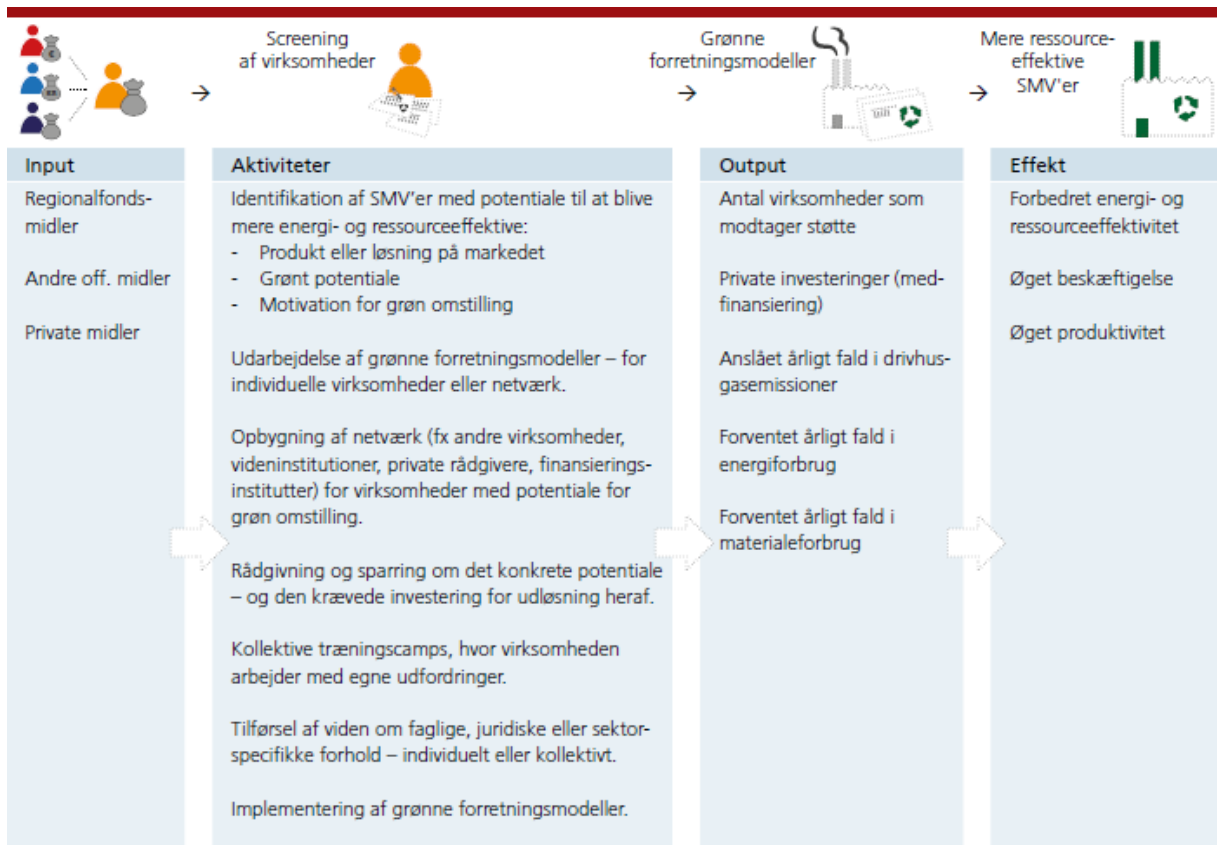 Screening
af virksomheder
Grønne
forretningsmodeller
Mere ressource-
effektive
SMV'er
→
→
→
Input
Regionalfonds-
midler
Andre off. midler
Private midler
Aktiviteter
Identifikation af SMV'er med potentiale til at blive
mere energi- og ressourceeffektive:
- Produkt eller løsning på markedet
- Grønt potentiale
- Motivation for grøn omstilling
Udarbejdelse af grønne forretningsmodeller – for
individuelle virksomheder eller netværk.
Opbygning af netværk (fx andre virksomheder,
videninstitutioner, private rådgivere, finansierings-
institutter) for virksomheder med potentiale for
grøn omstilling.
Rådgivning og sparring om det konkrete potentiale
– og den krævede investering for udløsning heraf.
Kollektive træningscamps, hvor virksomheden
arbejder med egne udfordringer.
Tilførsel af viden om faglige, juridiske eller sektor-
specifikke forhold – individuelt eller kollektivt.
Implementering af grønne forretningsmodeller.
Output
Antal virksomheder som
modtager støtte
Private investeringer (med-
finansiering)
Anslået årligt fald i drivhus-
gasemissioner
Forventet årligt fald i
energiforbrug
Forventet årligt fald i
materialeforbrug
Effekt
Forbedret energi- og
ressourceeffektivitet
Øget beskæftigelse
Øget produktivitet